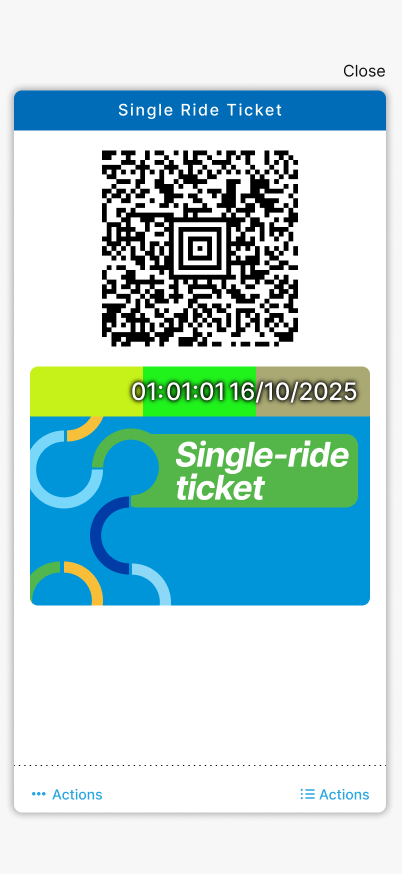 Close
Single Ride Ticket
01:01:01 16/10/2025
Single-ride
ticket
Actions
Actions